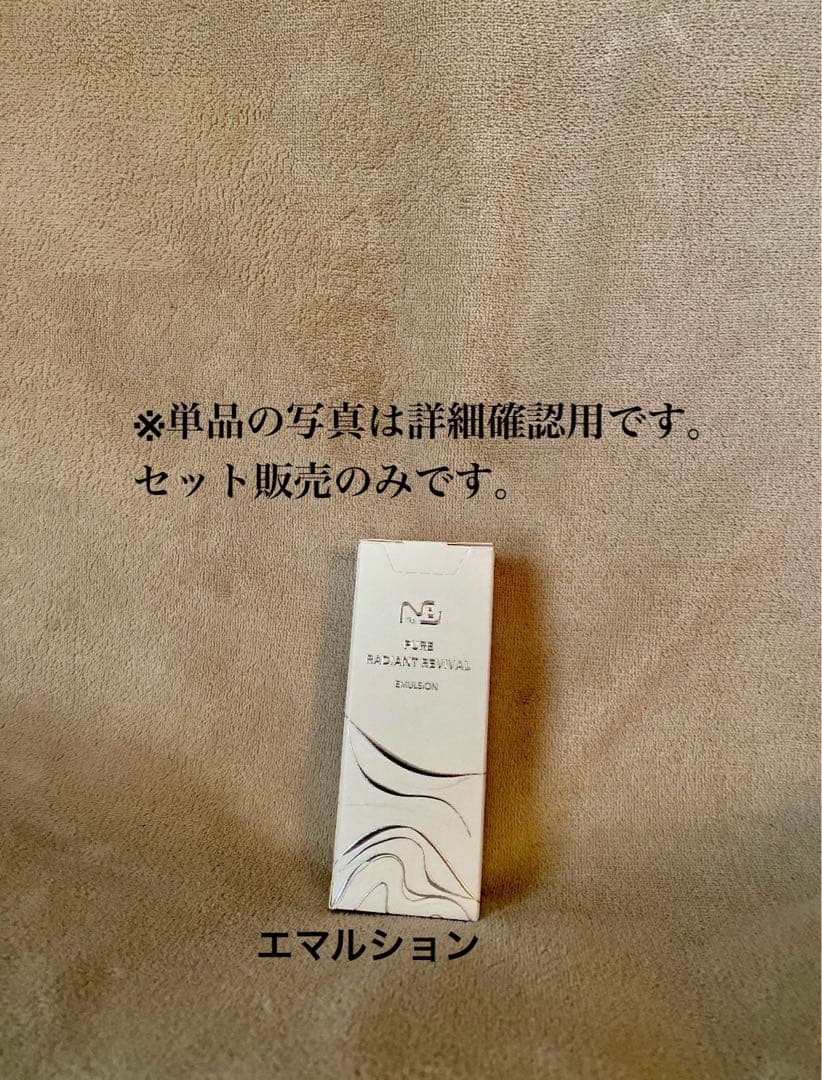 ※単品の写真は詳細確認用です。
セット販売のみです。
PURE
RADIANT REVIVAL
EMULSION
エマルション